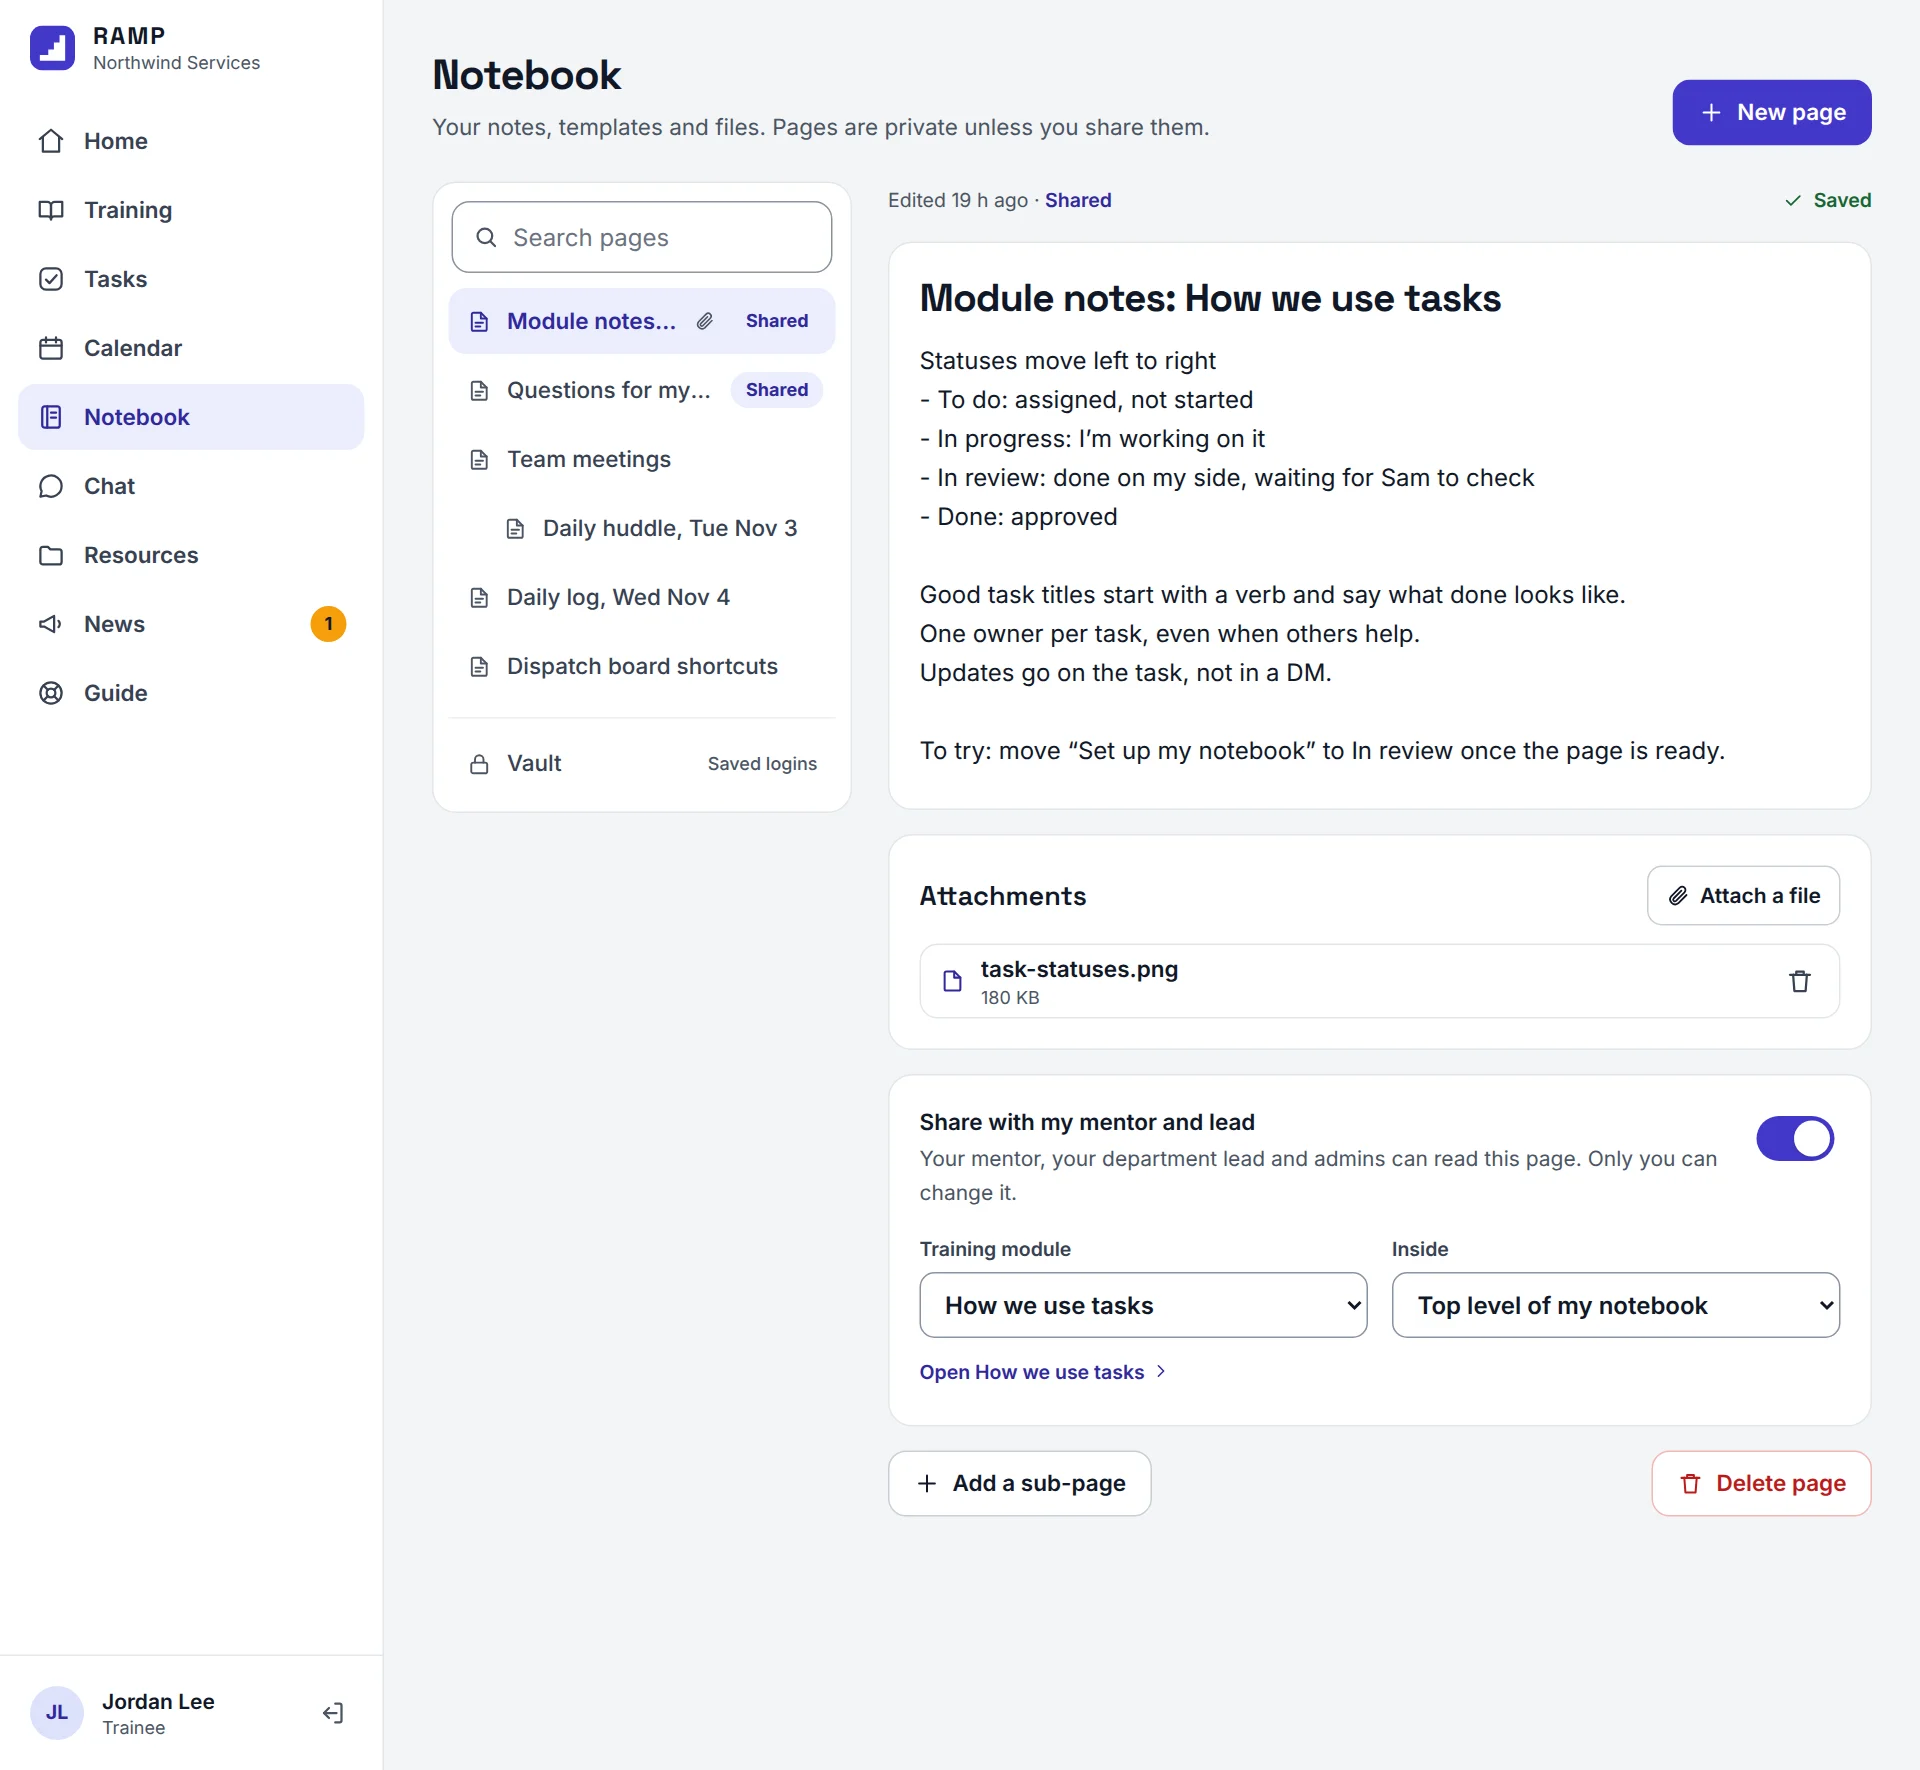 RAMP
Northwind Services
Home
Training
Tasks
Calendar
Notebook
Chat
Resources
News
1
Guide
JL
Jordan Lee
Trainee
Notebook
Your notes, templates and files. Pages are private unless you share them.
New page
Search pages
Module notes... Shared
Questions for my... Shared
Team meetings
Daily huddle, Tue Nov 3
Daily log, Wed Nov 4
Dispatch board shortcuts
Vault Saved logins
Edited 19 h ago · Shared
Saved
Module notes: How we use tasks
Statuses move left to right
- To do: assigned, not started
- In progress: I’m working on it
- In review: done on my side, waiting for Sam to check
- Done: approved
Good task titles start with a verb and say what done looks like.
One owner per task, even when others help.
Updates go on the task, not in a DM.
To try: move “Set up my notebook” to In review once the page is ready.
Attachments
Attach a file
task-statuses.png
180 KB
Share with my mentor and lead
Your mentor, your department lead and admins can read this page. Only you can
change it.
Training module
How we use tasks
Inside
Top level of my notebook
Open How we use tasks
Add a sub-page
Delete page